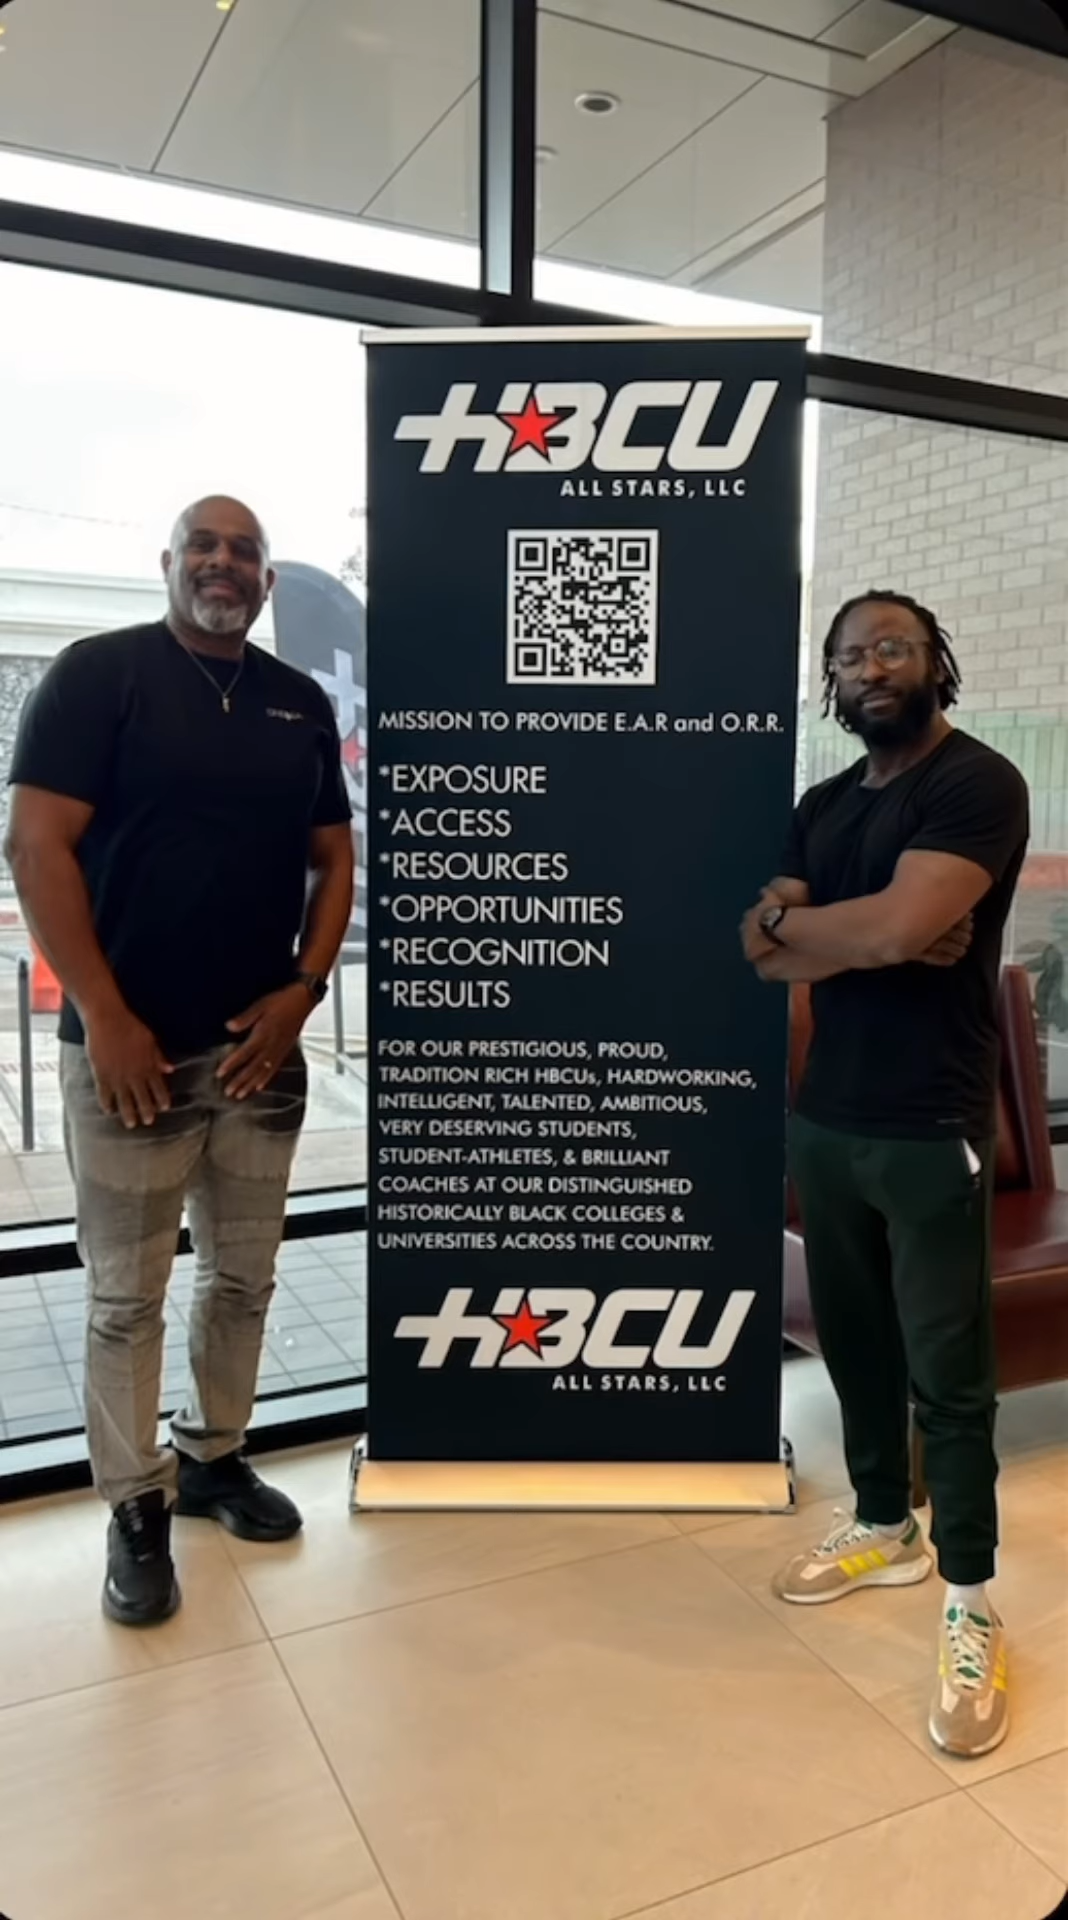 HBCU
ALL STARS, LLC
MISSION TO PROVIDE E.A.R and O.R.R.
*EXPOSURE
*ACCESS
*RESOURCES
*OPPORTUNITIES
*RECOGNITION
*RESULTS
FOR OUR PRESTIGIOUS, PROUD,
TRADITION RICH HBCUs, HARDWORKING,
INTELLIGENT, TALENTED, AMBITIOUS,
VERY DESERVING STUDENTS,
STUDENT-ATHLETES, & BRILLIANT
COACHES AT OUR DISTINGUISHED
HISTORICALLY BLACK COLLEGES &
UNIVERSITIES ACROSS THE COUNTRY.
HBCU
ALL STARS, LLC